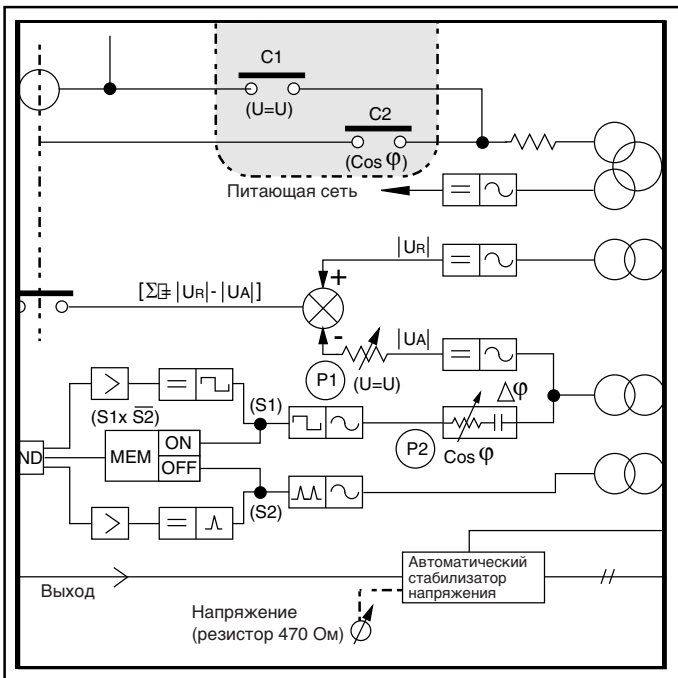 C1
(U=U)
C2
(Cos φ)
Питающая сеть
=
|UR|
=
+
[Σ = |UR|- |UA|]
-
|UA|
=
P1
(U=U)
Δφ
>
=
(S1)
(S1x S̅2̅)
P2
Cos φ
ND
MEM
ON
OFF
(S2)
>
=
Автоматический
стабилизатор
напряжения
Выход
//
Напряжение
(резистор 470 Ом)